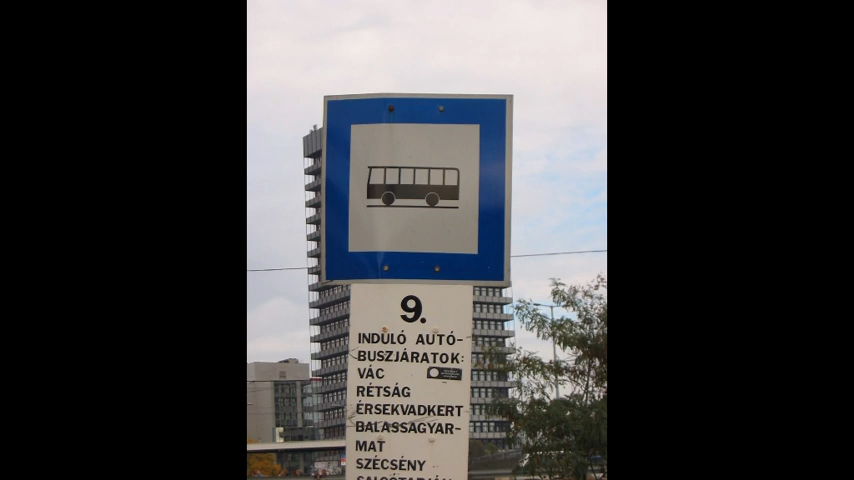 9.
INDULÓ AUTÓ-
BUSZJÁRATOK:
VÁC
RÉTSÁG
ÉRSEKVADKERT
BALASSAGYAR-
MAT
SZÉCSÉNY